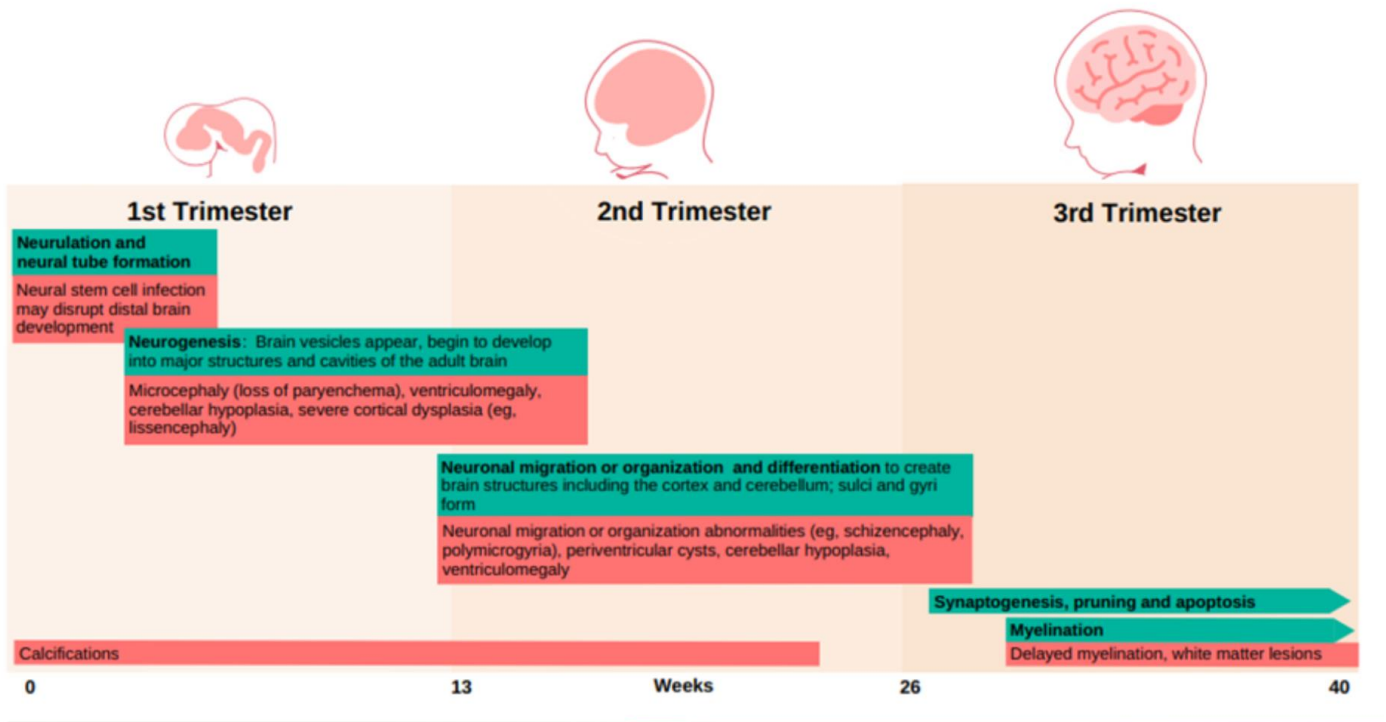 1st Trimester
2nd Trimester
3rd Trimester
Neurulation and
neural tube formation
Neural stem cell infection
may disrupt distal brain
development
Neurogenesis: Brain vesicles appear, begin to develop
into major structures and cavities of the adult brain
Microcephaly (loss of paryenchema), ventriculomegaly,
cerebellar hypoplasia, severe cortical dysplasia (eg,
lissencephaly)
Neuronal migration or organization and differentiation to create
brain structures including the cortex and cerebellum; sulci and gyri
form
Neuronal migration or organization abnormalities (eg, schizencephaly,
polymicrogyria), periventricular cysts, cerebellar hypoplasia,
ventriculomegaly
Synaptogenesis, pruning and apoptosis
Myelination
Calcifications
Delayed myelination, white matter lesions
0
13
Weeks
26
40